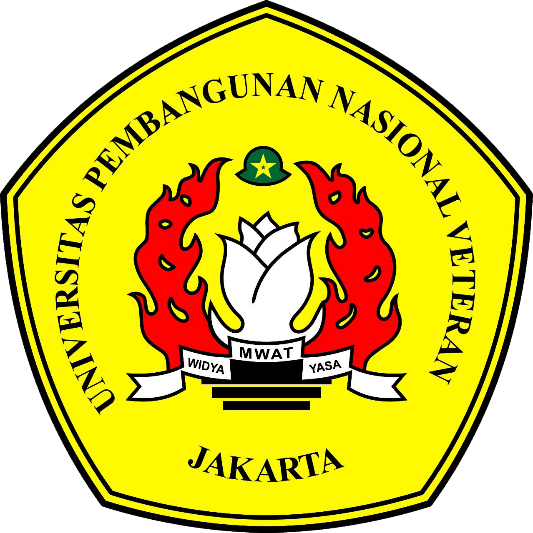 UNIVERSITAS PEMBANGUNAN NASIONAL VETERAN
WIDYA MWAT YASA
JAKARTA